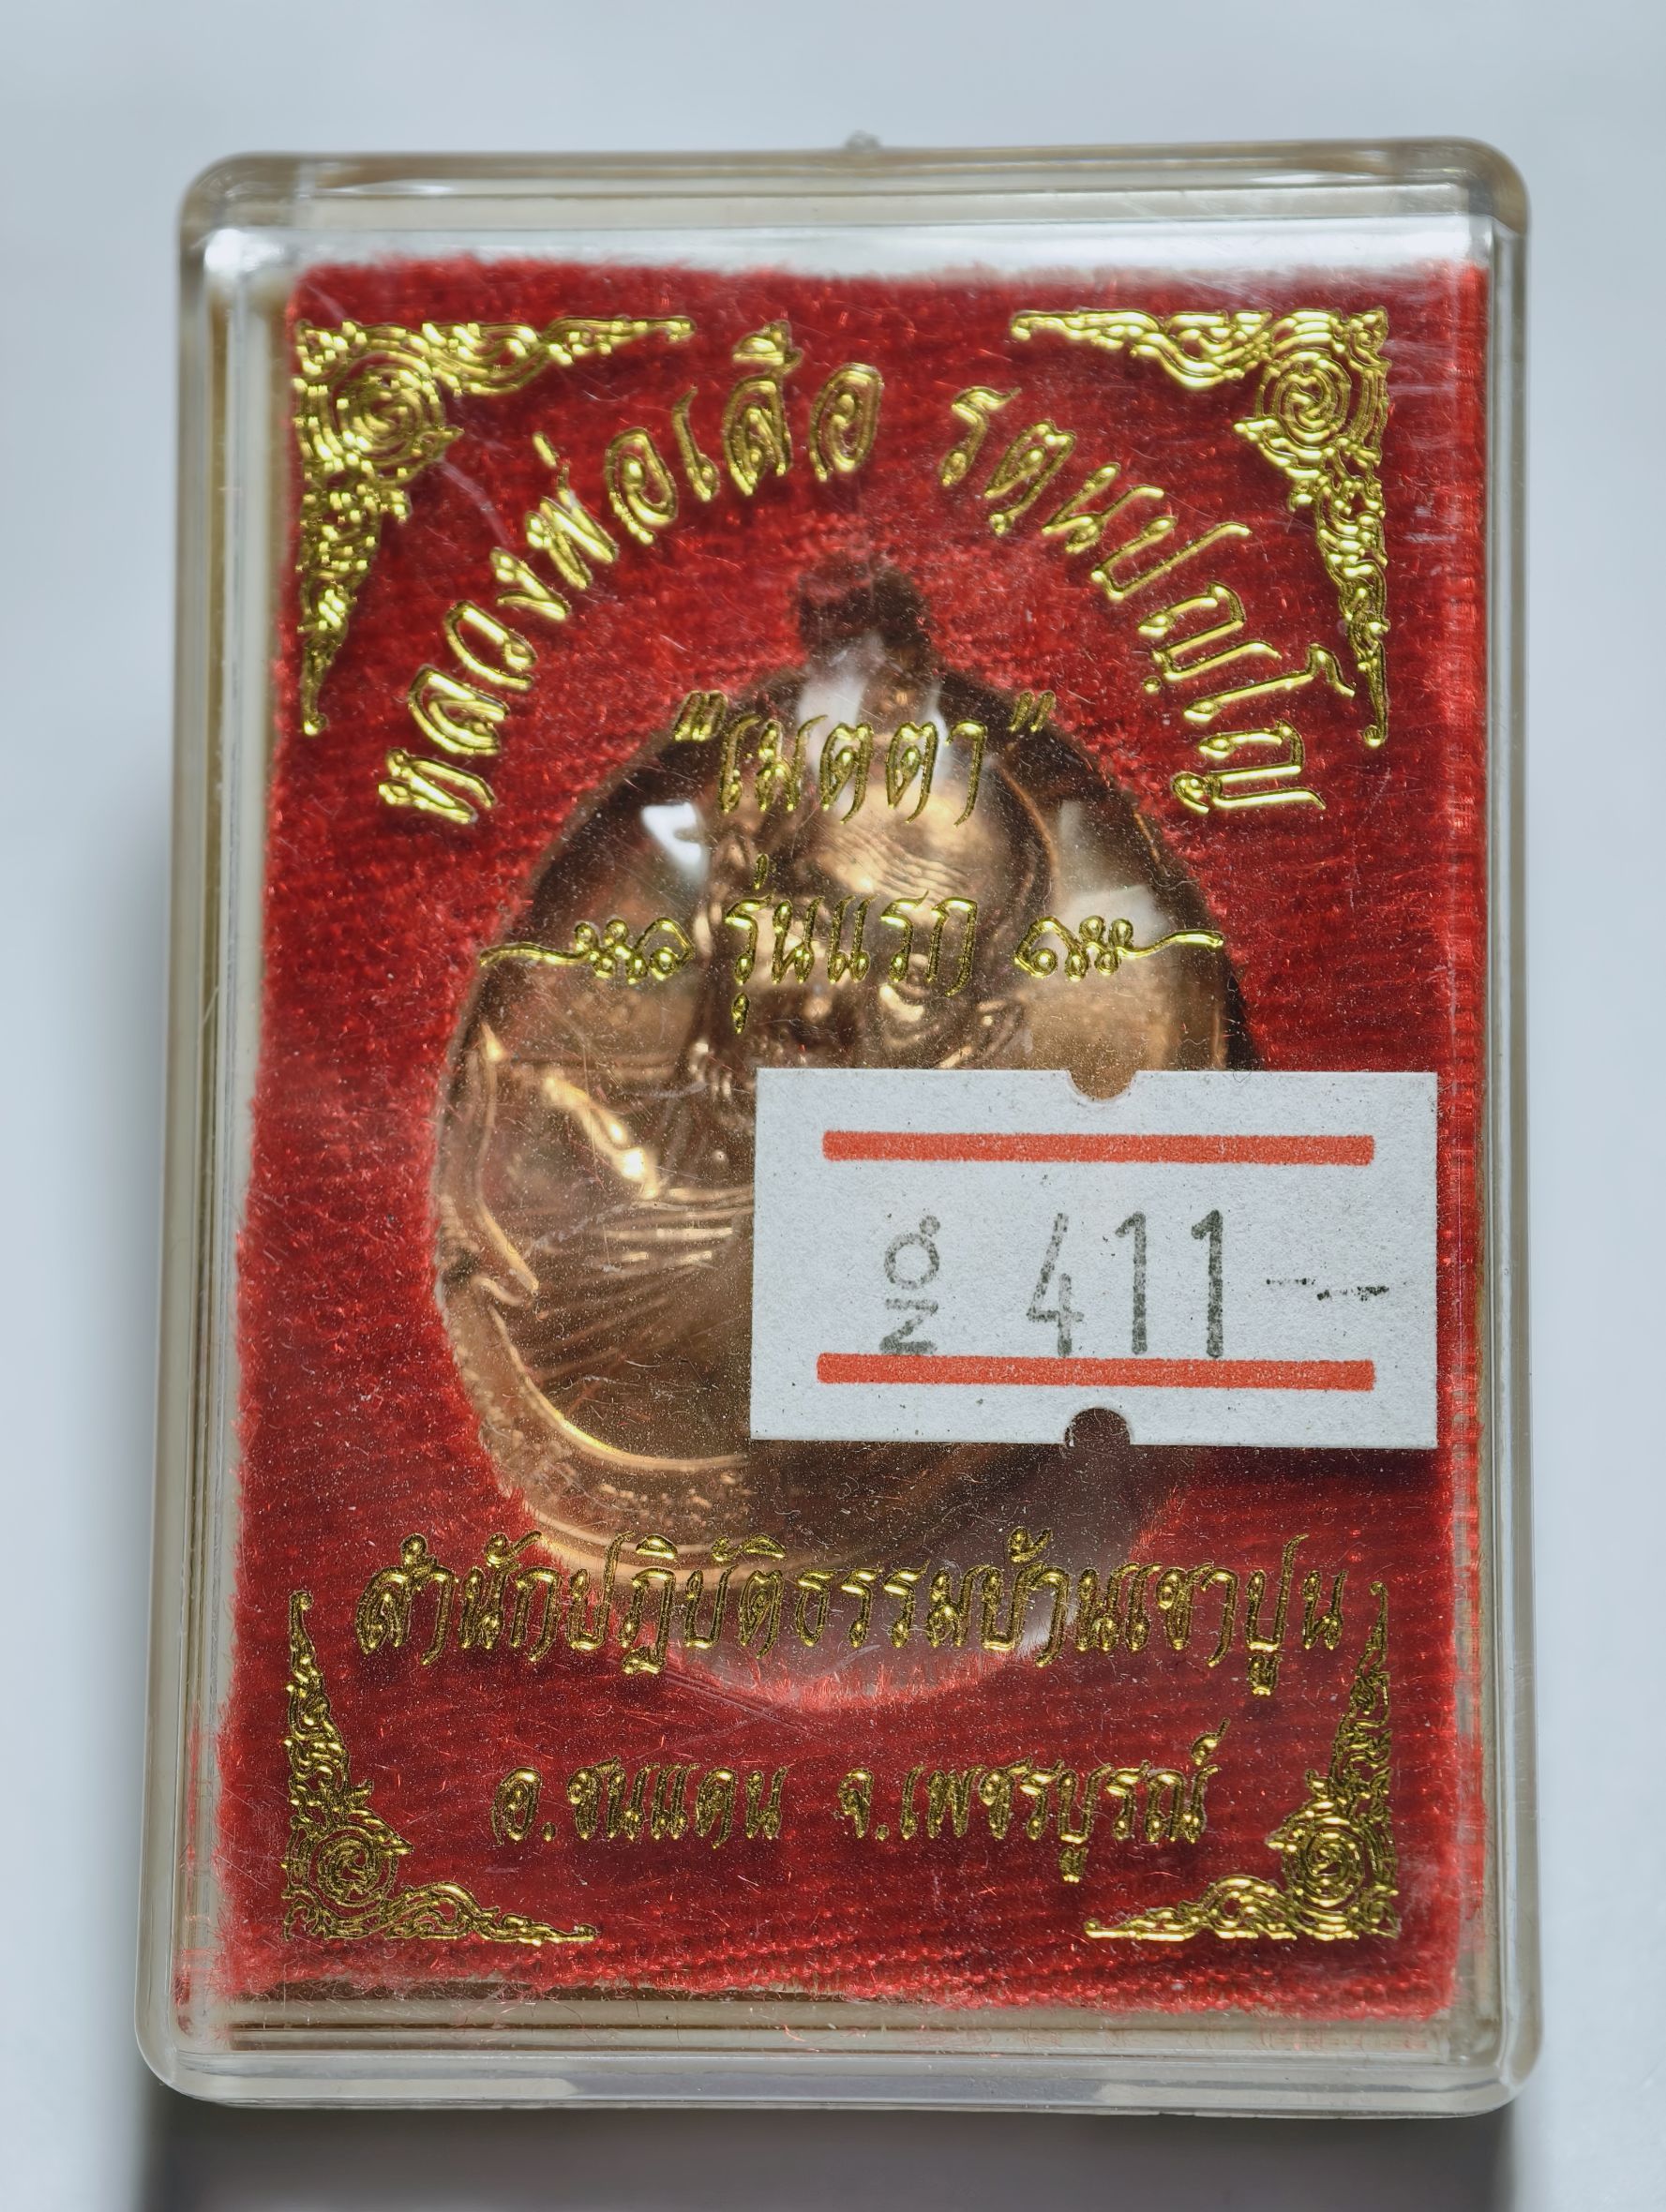 หลวงพ่อเสือ รตนปญฺโญ
"เมตตา"
รุ่นแรก
NO. 411
สำนักปฏิบัติธรรมบ้านเขาปูน
อ.ชนแดน จ.เพชรบูรณ์